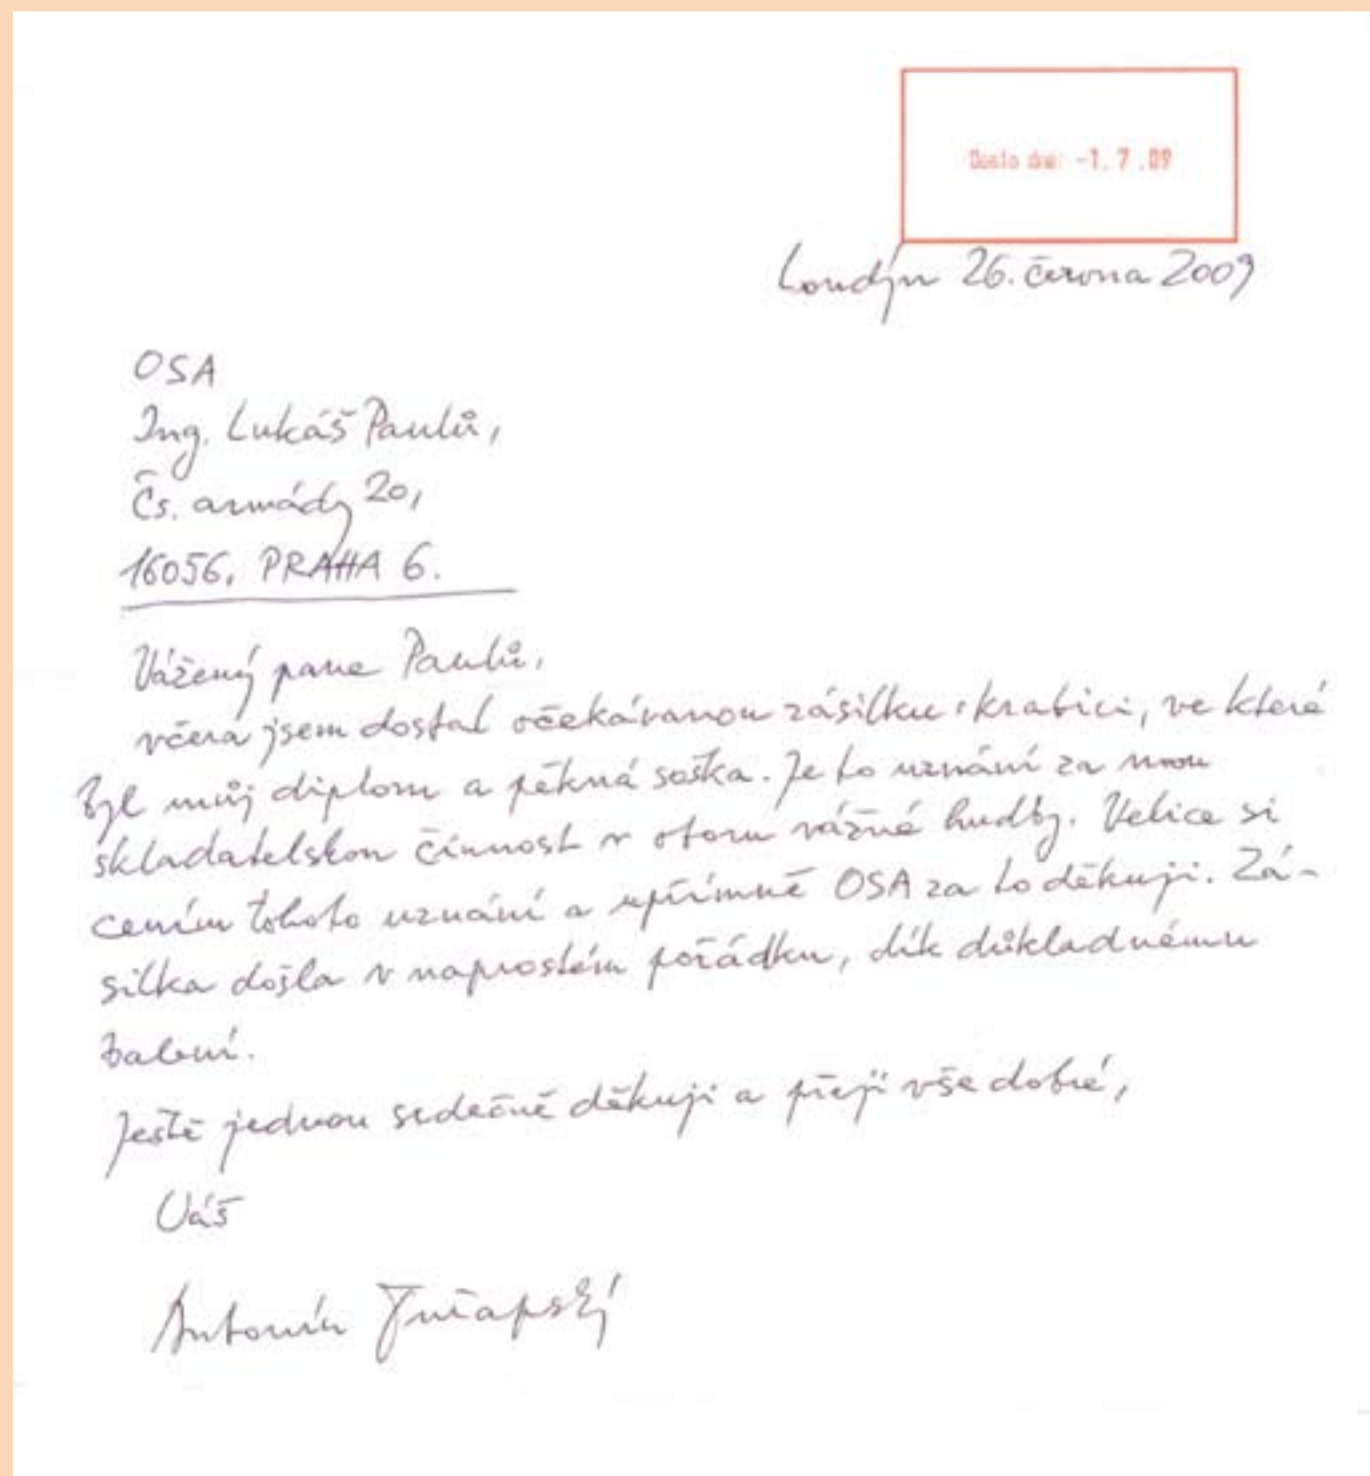 Došlo dne: -1. 7. 09
Londýn 26. června 2009
OSA
Ing. Lukáš Paulů,
Čs. armády 20,
16056, PRAHA 6.
Vážený pane Paulů,
včera jsem dostal očekávanou zásilku: krabici, ve které
byl můj diplom a pěkná soška. Je to uznání za mou
skladatelskou činnost v oboru vážné hudby. Velice si
cením tohoto uznání a upřímně OSA za to děkuji. Zá-
silka došla v naprostém pořádku, dík důkladnému
balení.
Ještě jednou srdečně děkuji a přeji vše dobré,
Váš
Antonín Tučapský